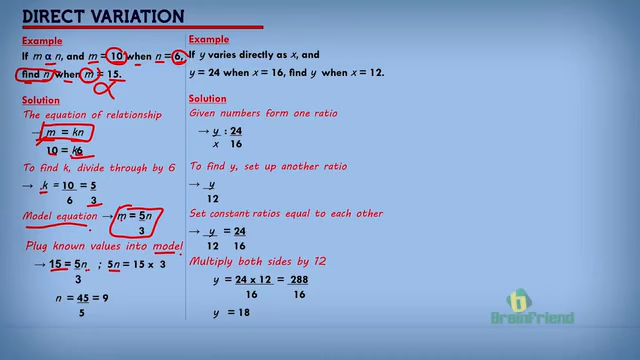 DIRECT VARIATION
Example
If m α n, and m = 10 when n = 6,
find n when m = 15.
α
Solution
The equation of relationship
→ m = kn
10 = k6
To find k, divide through by 6
→ k = 10 = 5
6 3
Model equation → m = 5n
3
Plug known values into model
→ 15 = 5n ; 5n = 15 x 3
3
n = 45 = 9
5
Example
If y varies directly as x, and
y = 24 when x = 16, find y when x = 12.
Solution
Given numbers form one ratio
→ y : 24
x 16
To find y, set up another ratio
→ y
12
Set constant ratios equal to each other
→ y = 24
12 16
Multiply both sides by 12
y = 24 x 12 = 288
16 16
y = 18
b
BrainFriend